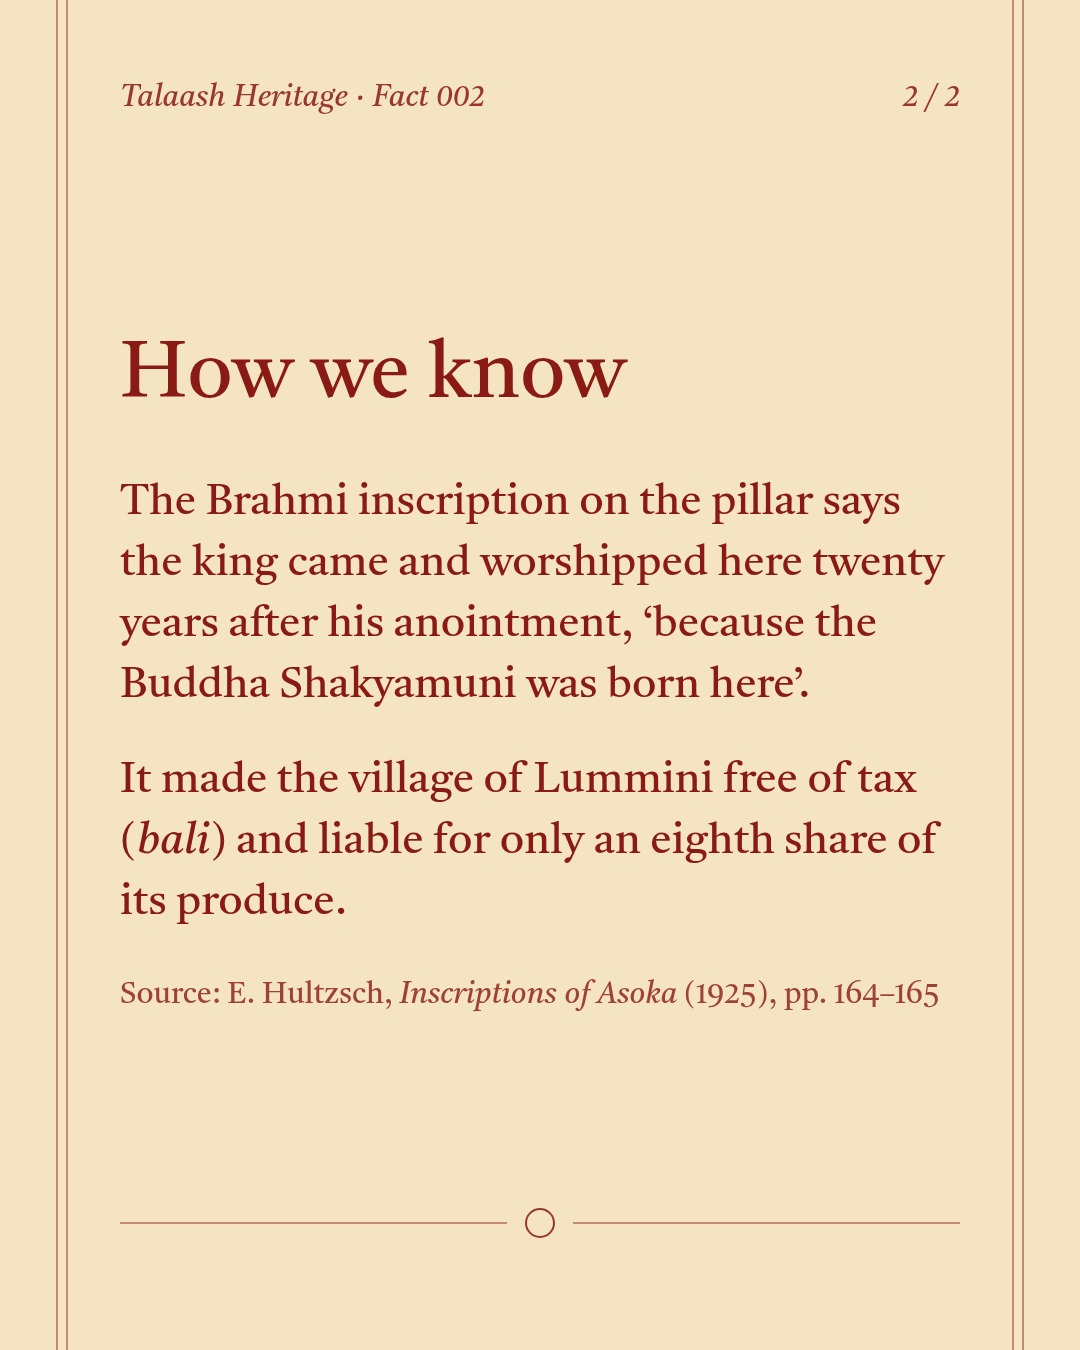 Talaash Heritage · Fact 002
2 / 2
How we know
The Brahmi inscription on the pillar says
the king came and worshipped here twenty
years after his anointment, ‘because the
Buddha Shakyamuni was born here’.
It made the village of Lummini free of tax
(bali) and liable for only an eighth share of
its produce.
Source: E. Hultzsch, Inscriptions of Asoka (1925), pp. 164–165